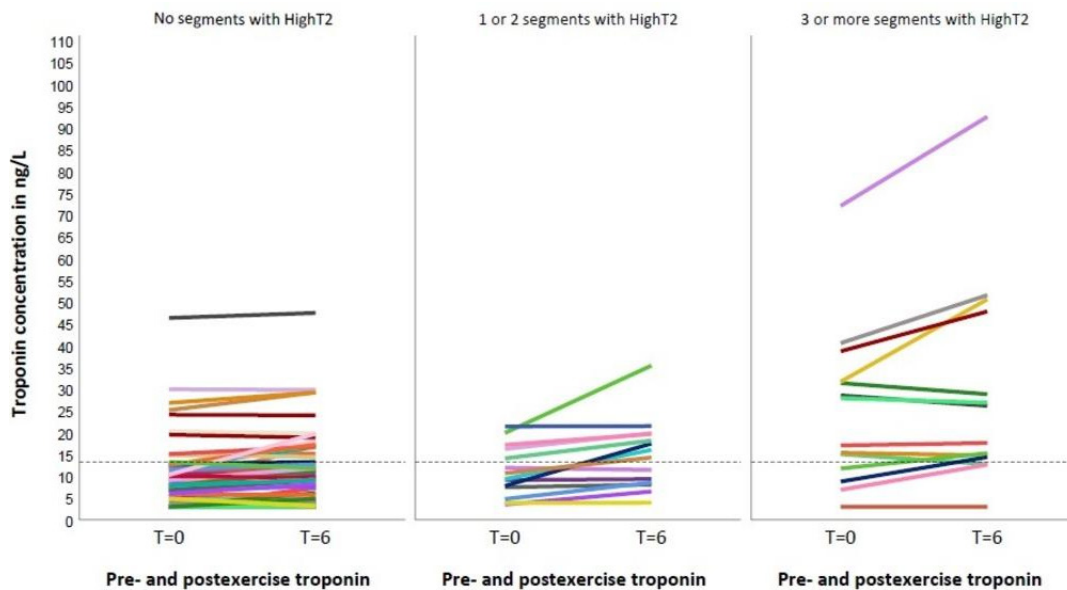 No segments with HighT2
1 or 2 segments with HighT2
3 or more segments with HighT2
Troponin concentration in ng/L
110
105
100
95
90
85
80
75
70
65
60
55
50
45
40
35
30
25
20
15
10
5
0
T=0 T=6
T=0 T=6
T=0 T=6
Pre- and postexercise troponin
Pre- and postexercise troponin
Pre- and postexercise troponin